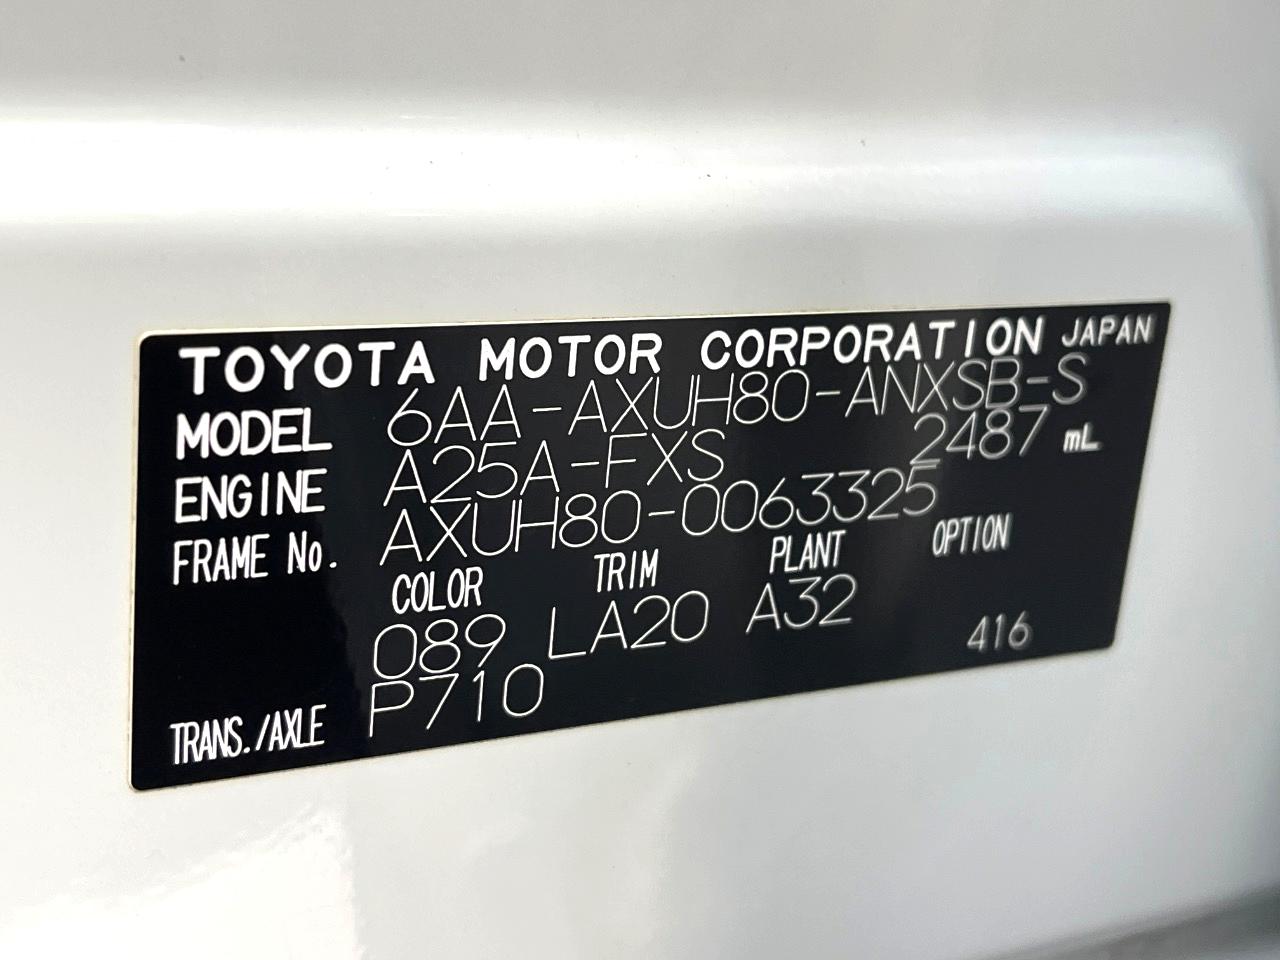 TOYOTA MOTOR CORPORATION JAPAN
MODEL 6AA-AXUH80-ANXSB-S
ENGINE A25A-FXS 2487 mL
FRAME No. AXUH80-0063325
COLOR TRIM PLANT OPTION
089 LA20 A32 416
TRANS./AXLE P710